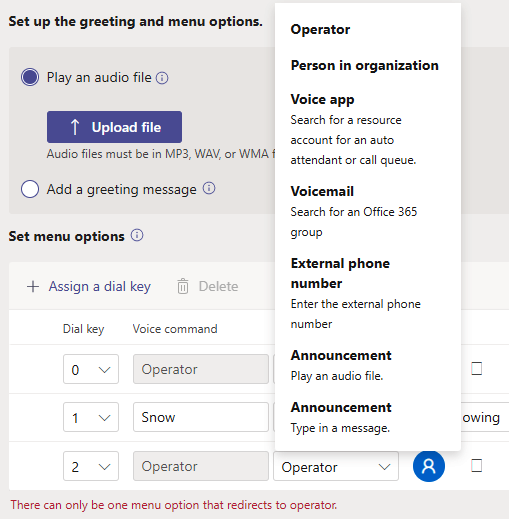 Set up the greeting and menu options.
Play an audio file
Upload file
Audio files must be in MP3, WAV, or WMA
Add a greeting message
Operator
Person in organization
Voice app
Search for a resource
account for an auto
attendant or call queue.
Voicemail
Search for an Office 365
group
External phone
number
Enter the external phone
number
Announcement
Play an audio file.
Announcement
Type in a message.
Set menu options
Assign a dial key Delete
Dial key Voice command
0 Operator
1 Snow owing
2 Operator Operator
There can only be one menu option that redirects to operator.